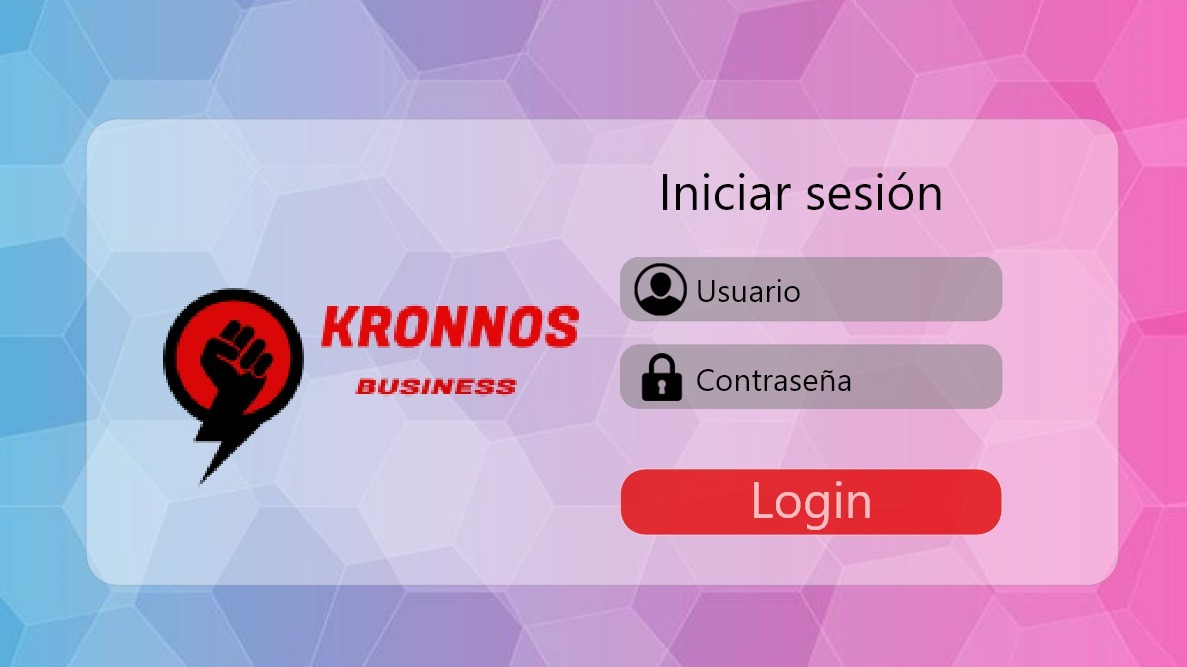 Iniciar sesión
Usuario
KRONNOS
BUSINESS
Contraseña
Login